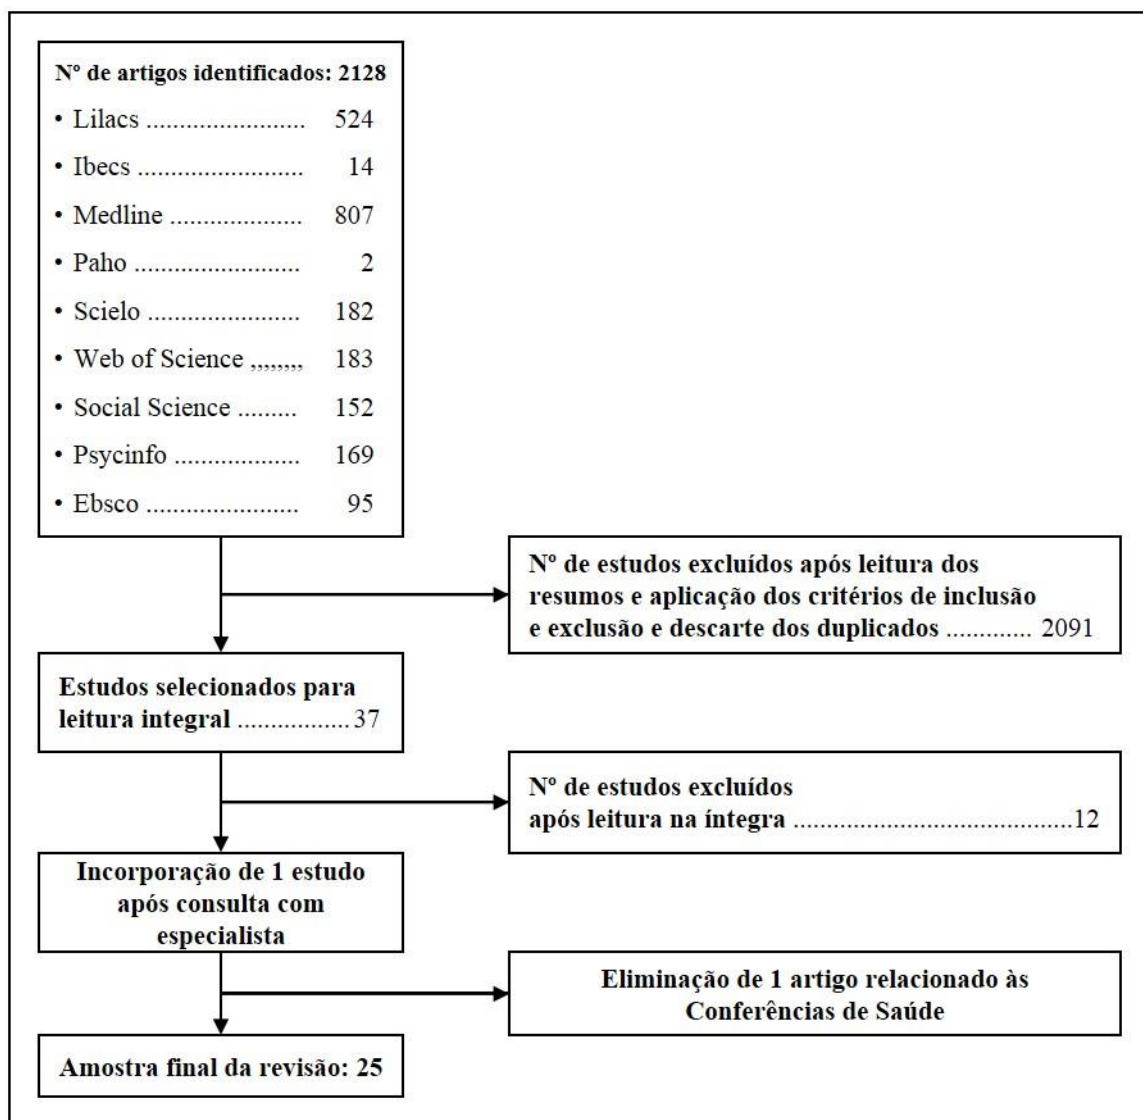 Nº de artigos identificados: 2128
• Lilacs ........................ 524
• Ibecs ......................... 14
• Medline .................... 807
• Paho ......................... 2
• Scielo ....................... 182
• Web of Science ,,,,,,,, 183
• Social Science ......... 152
• Psycinfo ................... 169
• Ebsco ....................... 95
Nº de estudos excluídos após leitura dos
resumos e aplicação dos critérios de inclusão
e exclusão e descarte dos duplicados ............. 2091
Estudos selecionados para
leitura integral .................37
Nº de estudos excluídos
após leitura na íntegra ..........................................12
Incorporação de 1 estudo
após consulta com
especialista
Eliminação de 1 artigo relacionado às
Conferências de Saúde
Amostra final da revisão: 25